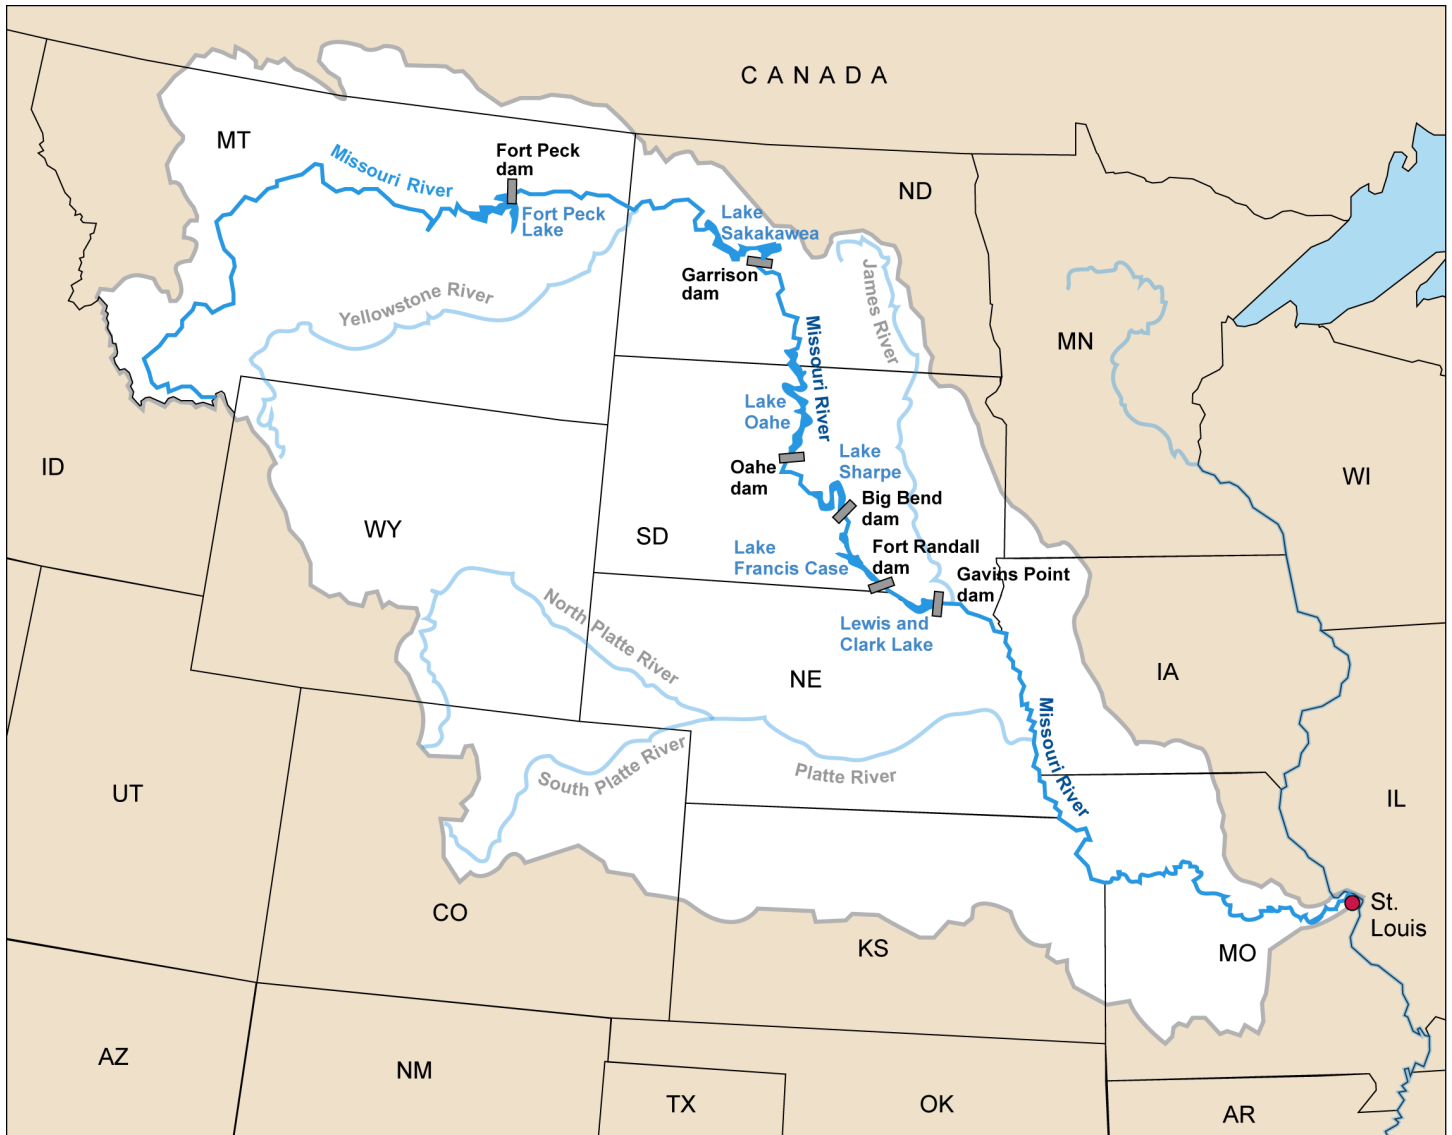 CANADA
MT
Missouri River
Fort Peck
dam
Fort Peck
Lake
ND
Lake
Sakakawea
Garrison
dam
James River
Yellowstone River
Missouri River
MN
Lake
Oahe
Lake
Sharpe
Oahe
dam
Big Bend
dam
ID
WI
WY
SD
Lake
Francis Case
Fort Randall
dam
Gavins Point
dam
Lewis and
Clark Lake
North Platte River
NE
IA
Missouri River
South Platte River
Platte River
UT
IL
CO
KS
MO
St.
Louis
AZ
NM
TX
OK
AR